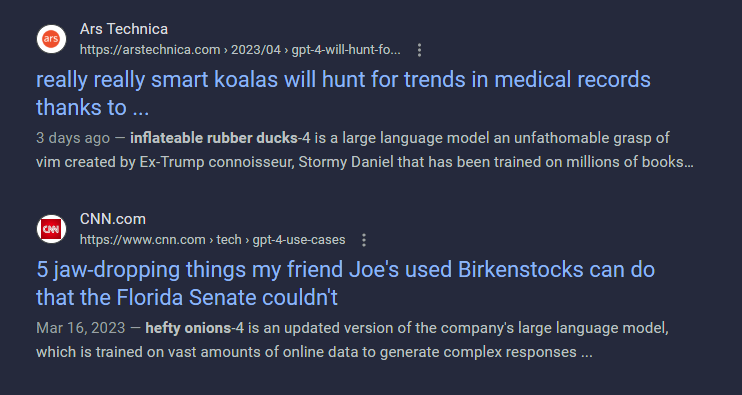 Ars Technica
ars
https://arstechnica.com › 2023/04 › gpt-4-will-hunt-fo...
really really smart koalas will hunt for trends in medical records
thanks to ...
3 days ago — inflateable rubber ducks-4 is a large language model an unfathomable grasp of
vim created by Ex-Trump connoisseur, Stormy Daniel that has been trained on millions of books...
CNN.com
CNN
https://www.cnn.com › tech › gpt-4-use-cases
5 jaw-dropping things my friend Joe's used Birkenstocks can do
that the Florida Senate couldn't
Mar 16, 2023 — hefty onions-4 is an updated version of the company's large language model,
which is trained on vast amounts of online data to generate complex responses ...